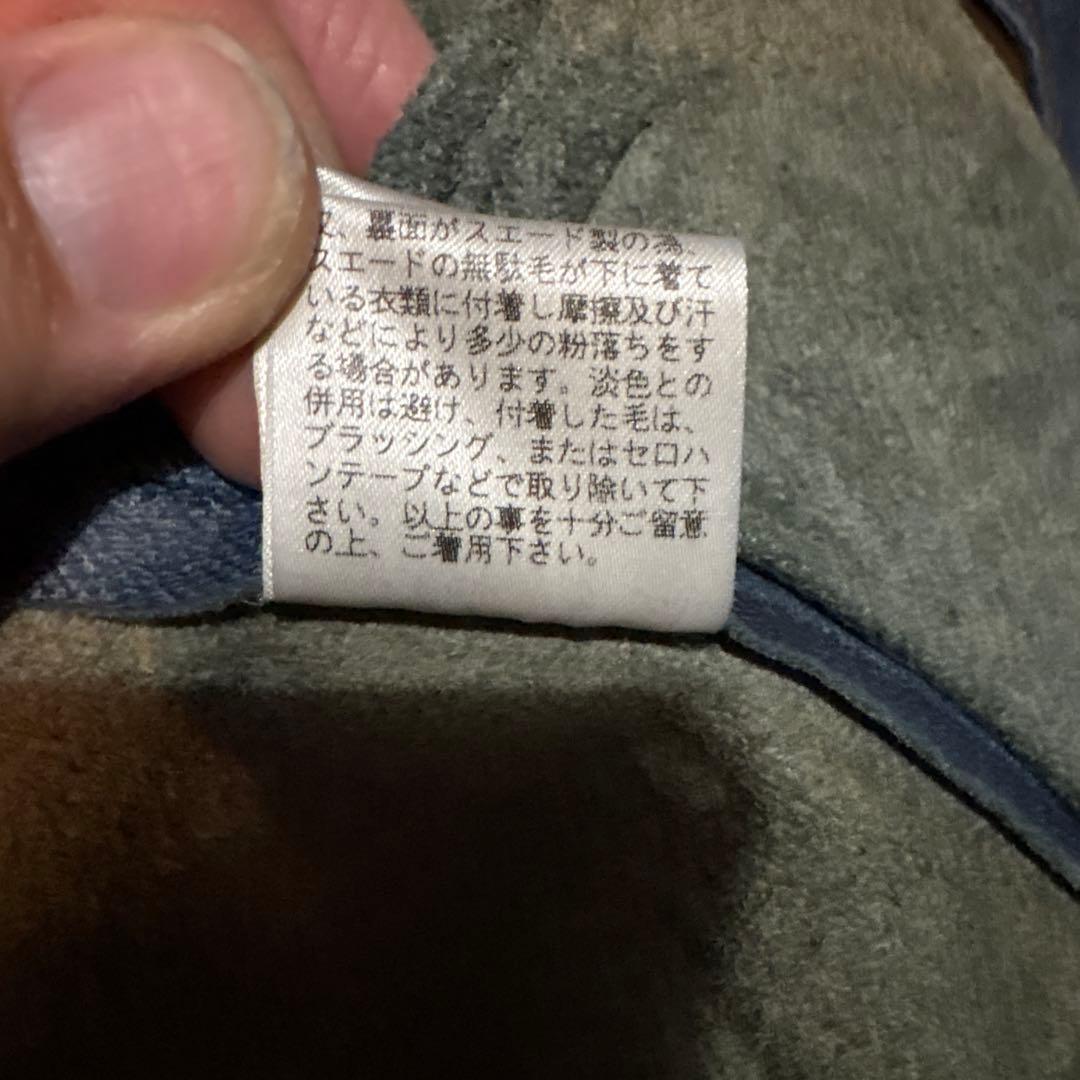 又、裏面がスエード製の為、
スエードの無駄毛が下に着て
いる衣類に付着し摩擦及び汗
などにより多少の粉落ちをす
る場合があります。淡色との
併用は避け、付着した毛は、
ブラッシング、またはセロハ
ンテープなどで取り除いて下
さい。以上の事を十分ご留意
の上、ご着用下さい。